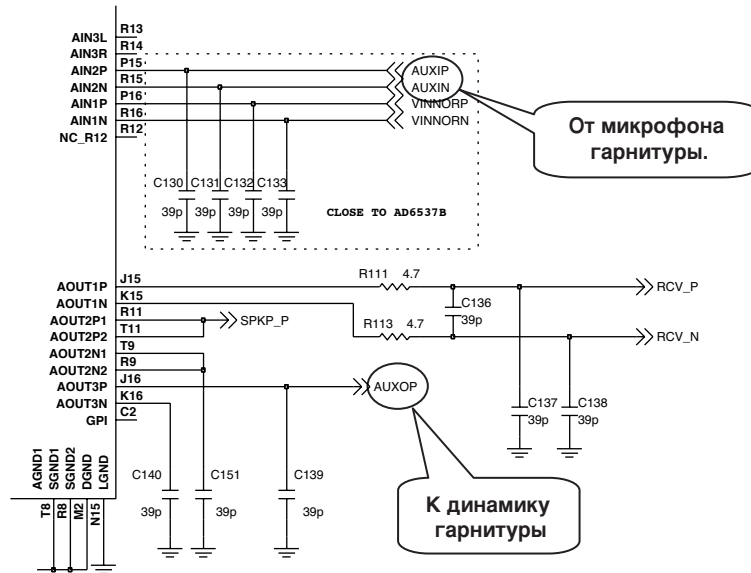 AIN3L R13
AIN3R R14
AIN2P P15 AUXIP
AIN2N R15 AUXIN
AIN1P P16 VINNORP
AIN1N R16 VINNORN
NC_R12 R12
От микрофона
гарнитуры.
C130 C131 C132 C133
39p 39p 39p 39p
CLOSE TO AD6537B
AOUT1P J15 R111 4.7 RCV_P
AOUT1N K15
C136
39p
AOUT2P1 R11 SPKP_P
AOUT2P2 T11 R113 4.7 RCV_N
AOUT2N1 T9
AOUT2N2 R9
AOUT3P J16 AUXOP
AOUT3N K16
GPI C2
C137 C138
39p 39p
AGND1 SGND1 SGND2 DGND LGND
T8 R8 M2 N15
C140 C151 C139
39p 39p 39p
К динамику
гарнитуры